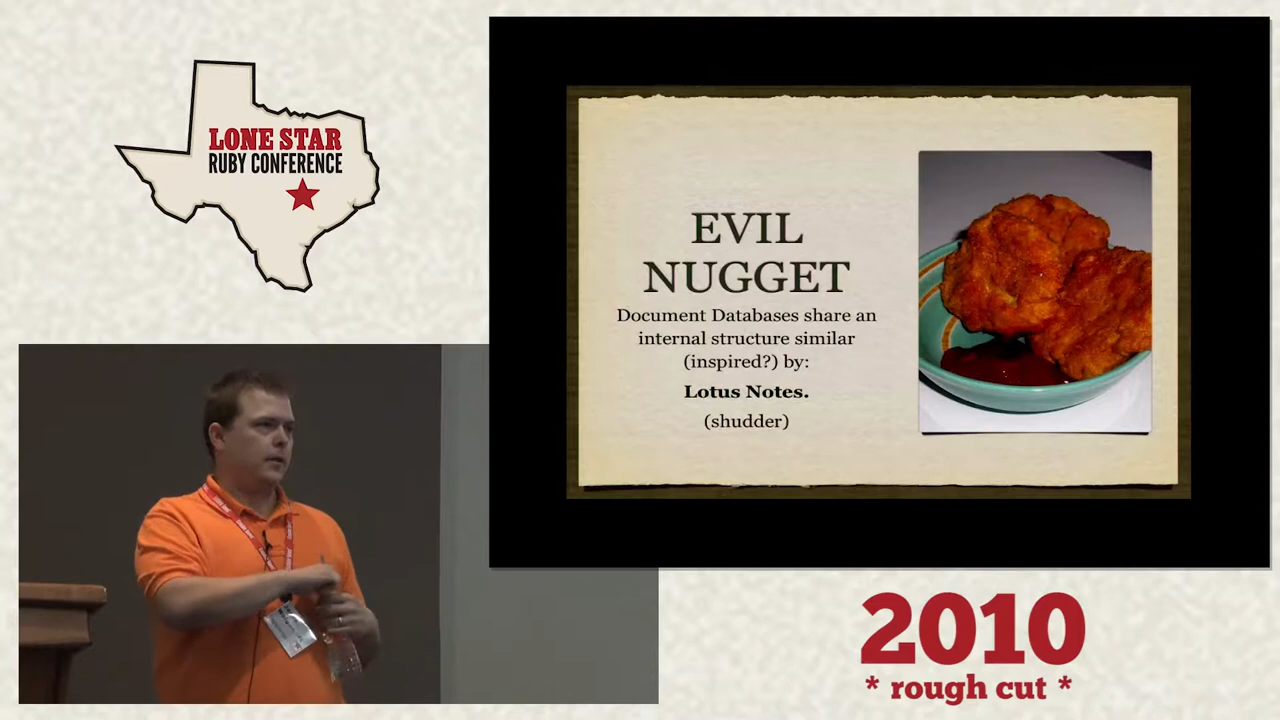 LONE STAR
RUBY CONFERENCE
EVIL
NUGGET
Document Databases share an
internal structure similar
(inspired?) by:
Lotus Notes.
(shudder)
2010
* rough cut *